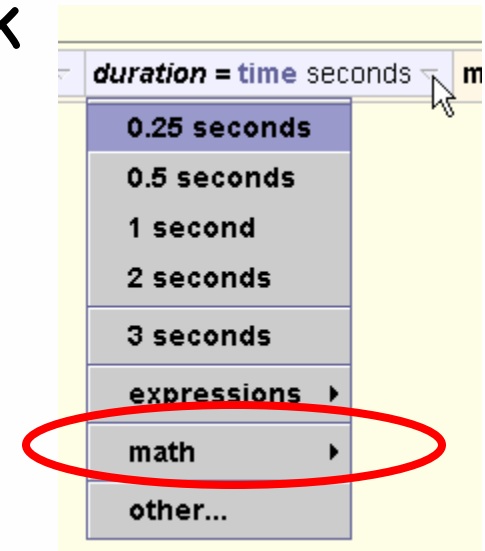 duration = time seconds
0.25 seconds
0.5 seconds
1 second
2 seconds
3 seconds
expressions
math
other...